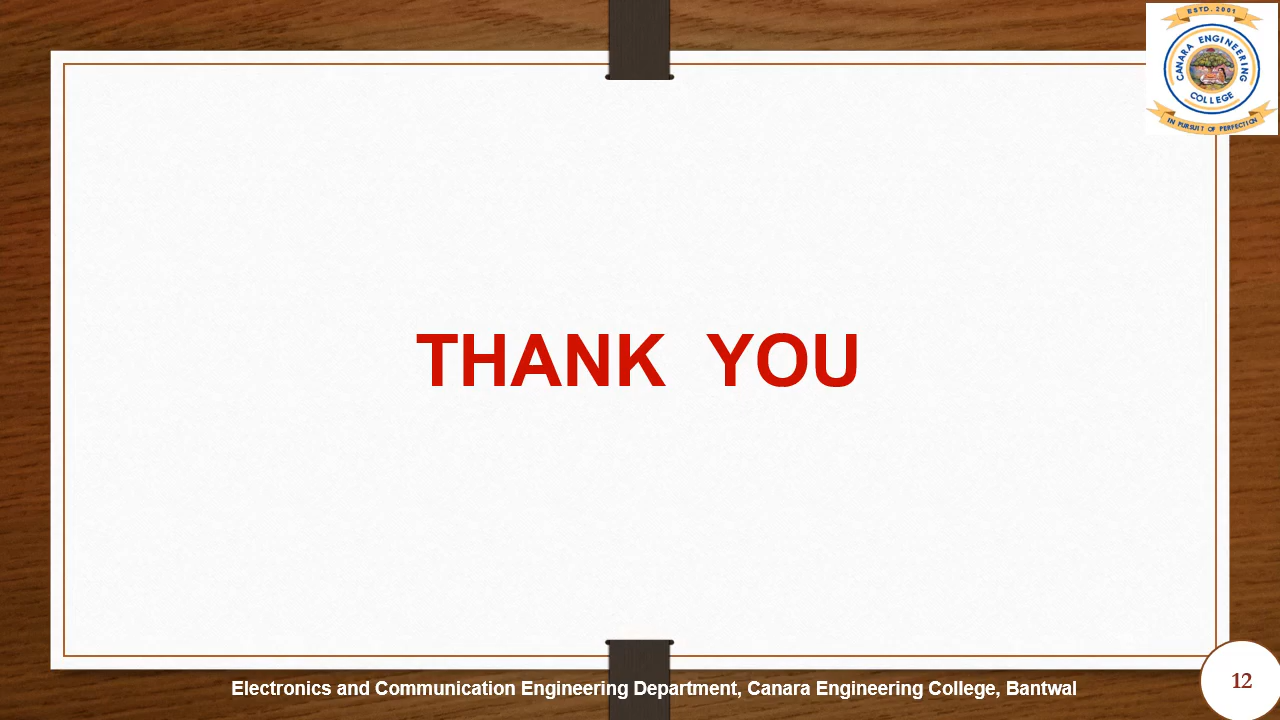 ESTD. 2001
CANARA ENGINEERING
COLLEGE
IN PURSUIT OF PERFECTION
THANK YOU
Electronics and Communication Engineering Department, Canara Engineering College, Bantwal
12